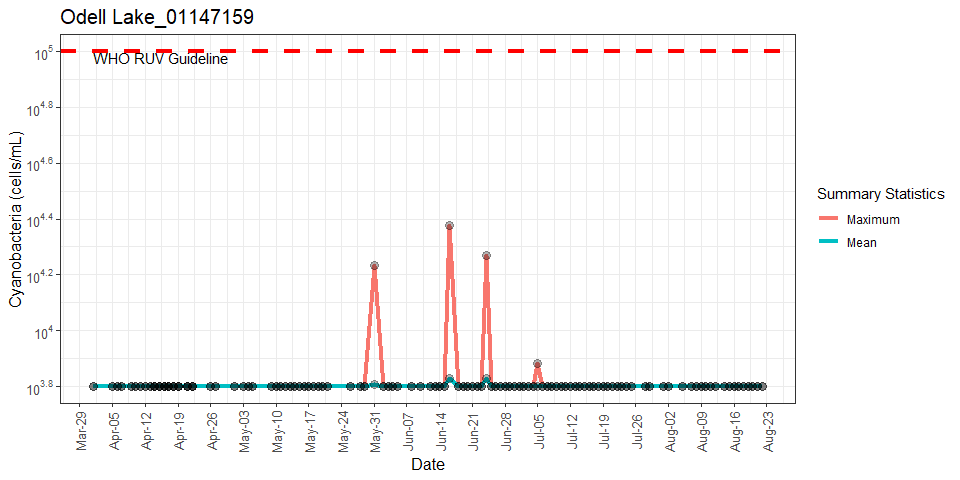 Odell Lake_01147159
10^5
WHO RUV Guideline
10^4.8
10^4.6
10^4.4
10^4.2
10^4
10^3.8
Cyanobacteria (cells/mL)
Mar-29
Apr-05
Apr-12
Apr-19
Apr-26
May-03
May-10
May-17
May-24
May-31
Jun-07
Jun-14
Jun-21
Jun-28
Jul-05
Jul-12
Jul-19
Jul-26
Aug-02
Aug-09
Aug-16
Aug-23
Date
Summary Statistics
Maximum
Mean